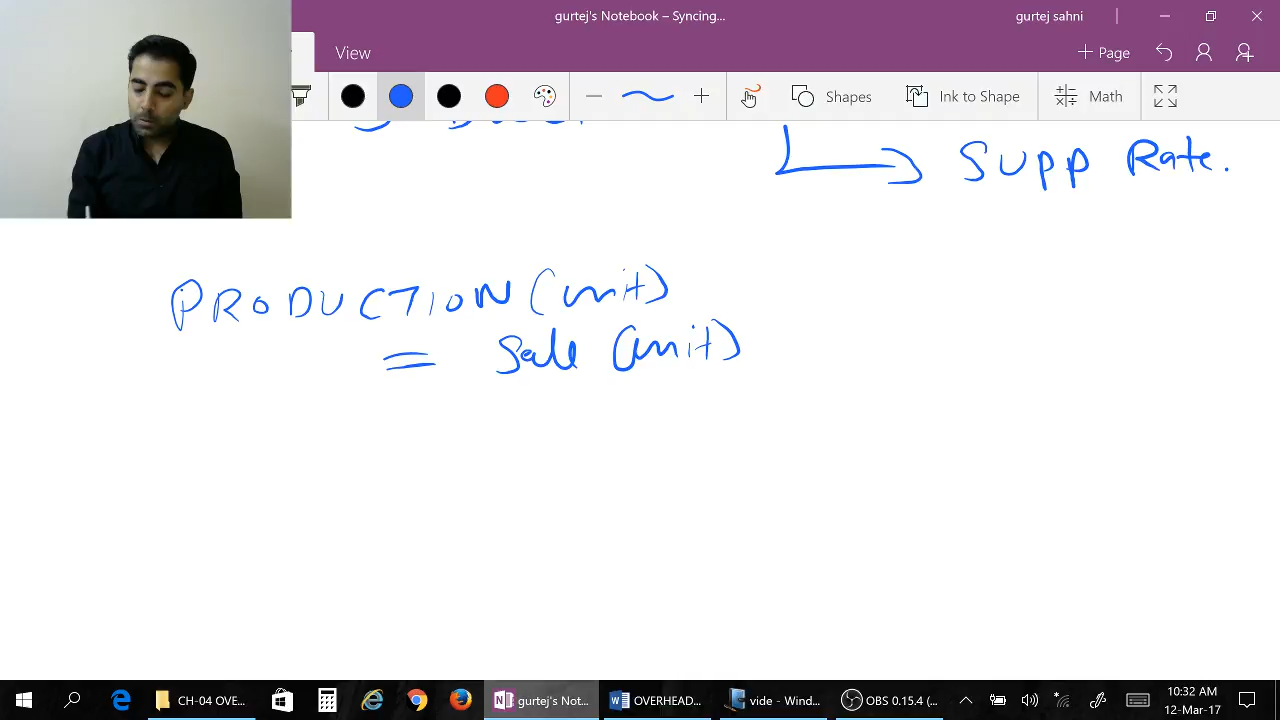 gurtej's Notebook – Syncing...
gurtej sahni
View
Page
Shapes
Ink to Shape
Math
Supp Rate.
PRODUCTION (unit)
= Sale (unit)
CH-04 OVE...
gurtej's Not...
OVERHEAD...
vide - Wind...
OBS 0.15.4 (...
10:32 AM
12-Mar-17